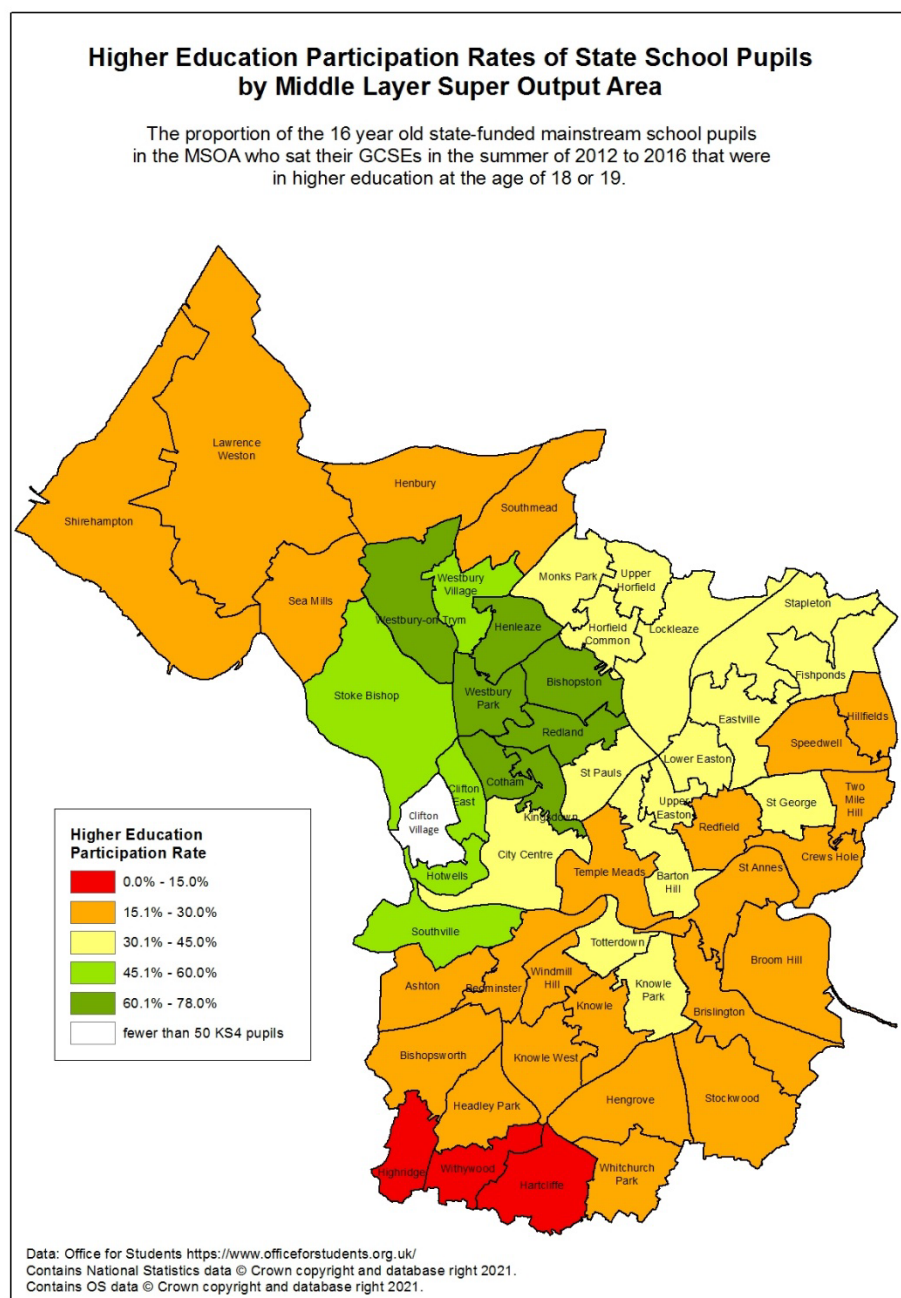 Higher Education Participation Rates of State School Pupils
by Middle Layer Super Output Area
The proportion of the 16 year old state-funded mainstream school pupils
in the MSOA who sat their GCSEs in the summer of 2012 to 2016 that were
in higher education at the age of 18 or 19.
Lawrence
Weston
Henbury
Southmead
Shirehampton
Monks Park
Upper
Horfield
Westbury
Village
Stapleton
Sea Mills
Westbury-on Trym
Henleaze
Horfield
Common
Lockleaze
Fishponds
Stoke Bishop
Westbury
Park
Bishopston
Eastville
Hillfields
Redland
Speedwell
St Pauls
Lower Easton
Cotham
Clifton
East
Two
Mile
Hill
Upper
Easton
St George
Clifton
Village
Kingsdown
Redfield
City Centre
Crews Hole
Hotwells
Temple Meads
St Annes
Barton
Hill
Southville
Totterdown
Broom Hill
Ashton
Bedminster
Windmill
Hill
Knowle
Knowle
Park
Brislington
Bishopsworth
Knowle West
Headley Park
Hengrove
Stockwood
Highridge
Withywood
Hartcliffe
Whitchurch
Park
Higher Education
Participation Rate
0.0% - 15.0%
15.1% - 30.0%
30.1% - 45.0%
45.1% - 60.0%
60.1% - 78.0%
fewer than 50 KS4 pupils
Data: Office for Students https://www.officeforstudents.org.uk/
Contains National Statistics data © Crown copyright and database right 2021.
Contains OS data © Crown copyright and database right 2021.